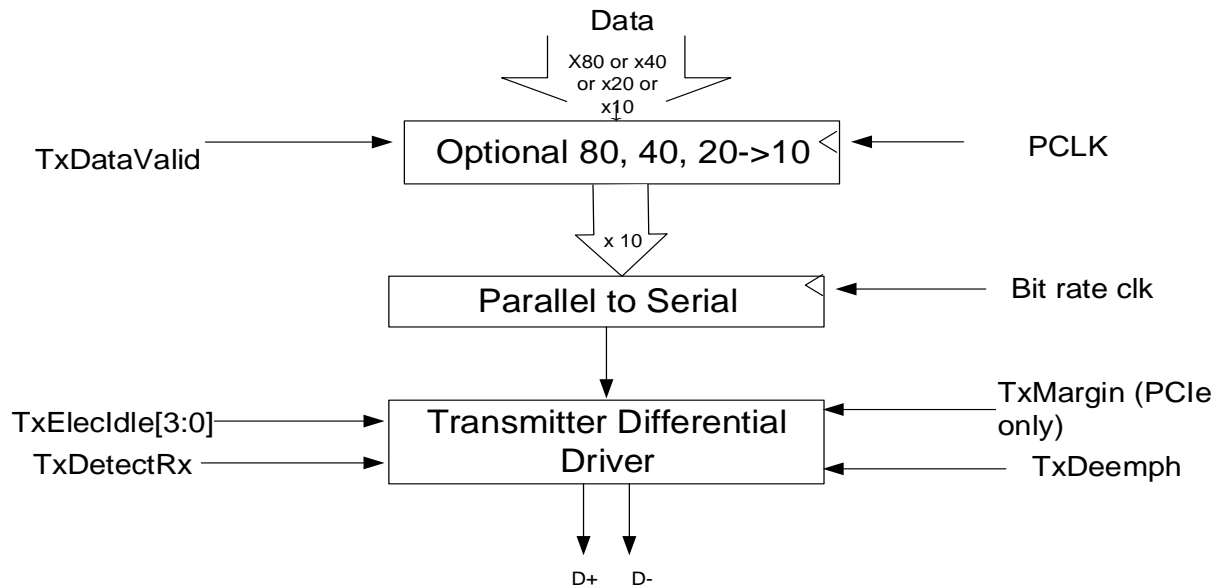 Data
X80 or x40
or x20 or
x10
TxDataValid
Optional 80, 40, 20->10
PCLK
x 10
Parallel to Serial
Bit rate clk
TxElecIdle[3:0]
TxDetectRx
Transmitter Differential
Driver
TxMargin (PCIe
only)
TxDeemph
D+
D-